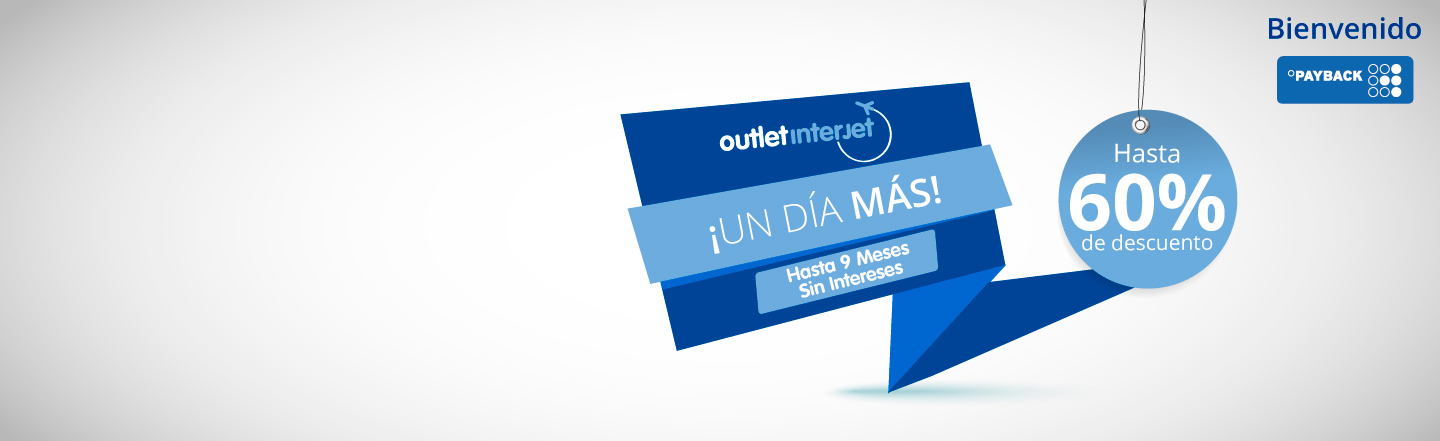 Bienvenido
PAYBACK
outlet interjet
¡UN DÍA MÁS!
Hasta 9 Meses
Sin Intereses
Hasta
60%
de descuento